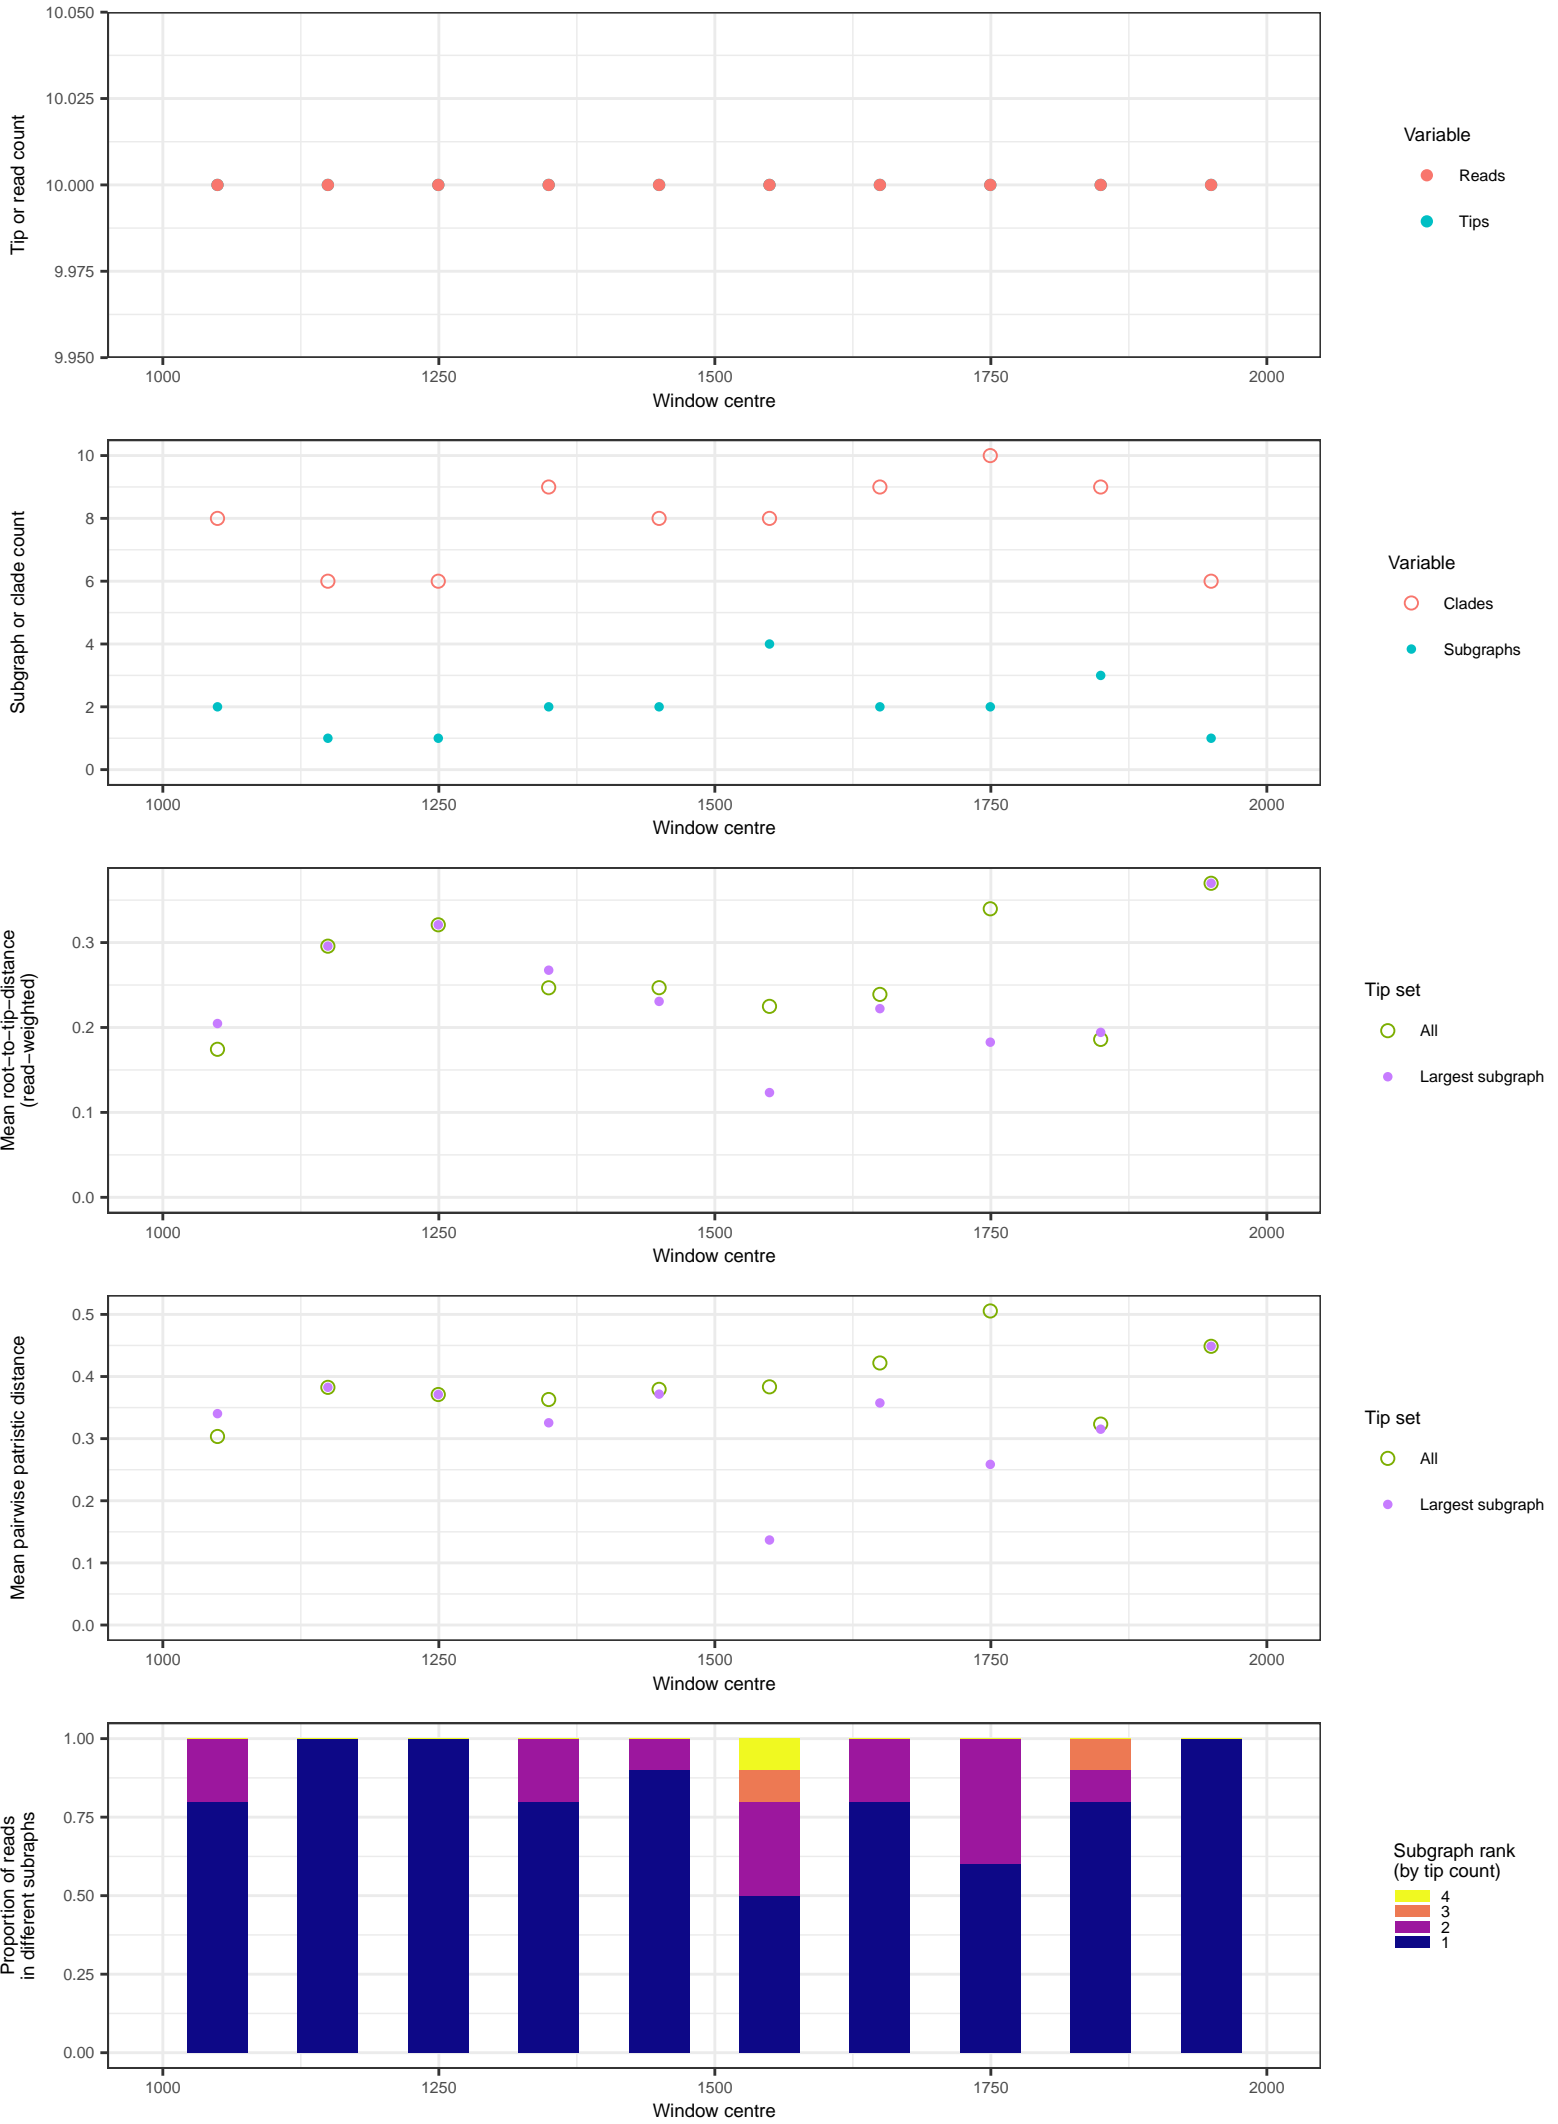 10.050
10.025
10.000
9.975
9.950
Tip or read count
1000 1250 1500 1750 2000
Window centre
Variable
Reads
Tips
10
8
6
4
2
0
Subgraph or clade count
1000 1250 1500 1750 2000
Window centre
Variable
Clades
Subgraphs
0.3
0.2
0.1
0.0
Mean root−to−tip−distance
(read−weighted)
1000 1250 1500 1750 2000
Window centre
Tip set
All
Largest subgraph
0.5
0.4
0.3
0.2
0.1
0.0
Mean pairwise patristic distance
1000 1250 1500 1750 2000
Window centre
Tip set
All
Largest subgraph
1.00
0.75
0.50
0.25
0.00
Proportion of reads
in different subraphs
1000 1250 1500 1750 2000
Window centre
Subgraph rank
(by tip count)
4
3
2
1